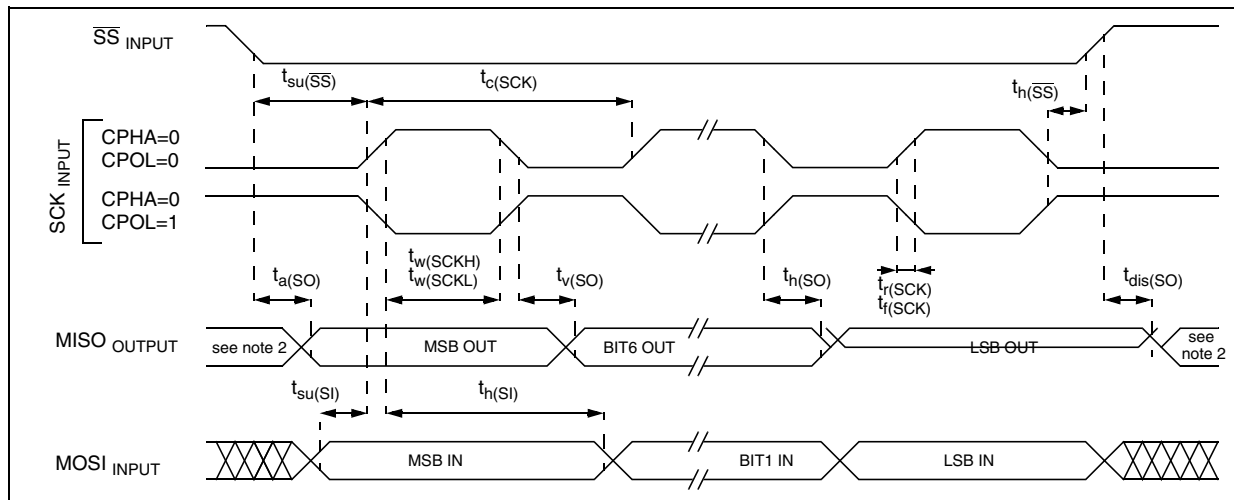 SS INPUT
tsu(SS)
tc(SCK)
th(SS)
SCK INPUT
CPHA=0
CPOL=0
CPHA=0
CPOL=1
ta(SO)
tw(SCKH)
tw(SCKL)
tv(SO)
th(SO)
tr(SCK)
tf(SCK)
tdis(SO)
MISO OUTPUT
see note 2
MSB OUT
BIT6 OUT
LSB OUT
see
note 2
tsu(SI)
th(SI)
MOSI INPUT
MSB IN
BIT1 IN
LSB IN